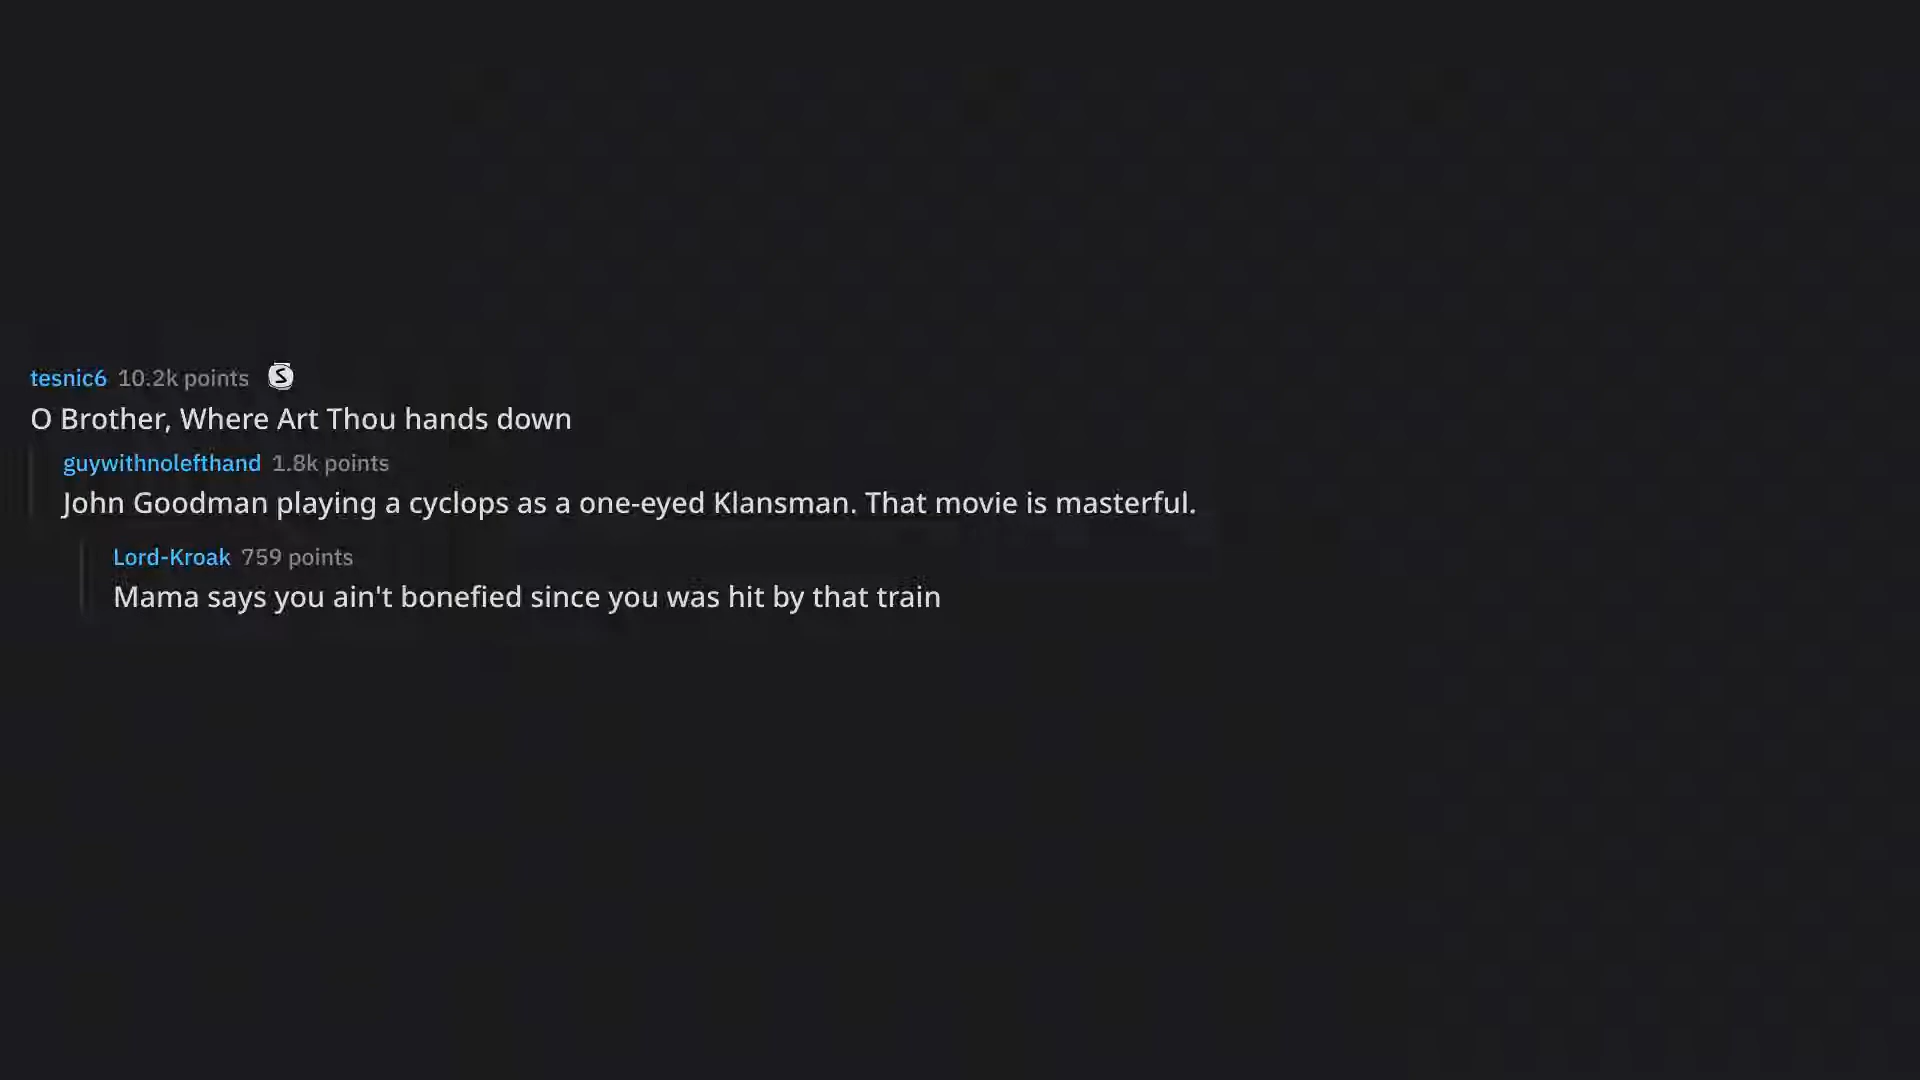 tesnic6 10.2k points S
O Brother, Where Art Thou hands down
guywithnolefthand 1.8k points
John Goodman playing a cyclops as a one-eyed Klansman. That movie is masterful.
Lord-Kroak 759 points
Mama says you ain't bonefied since you was hit by that train